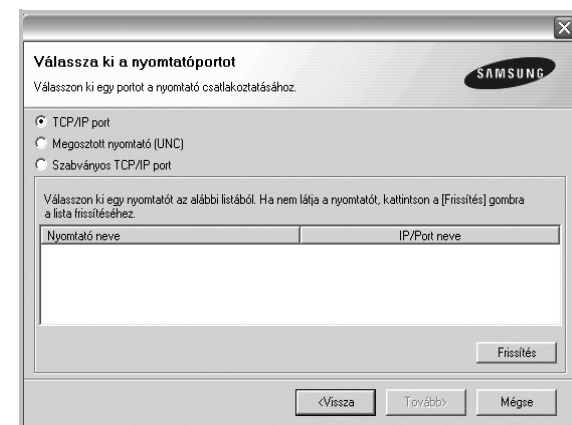 Válassza ki a nyomtatóportot
Válasszon ki egy portot a nyomtató csatlakoztatásához.
SAMSUNG
TCP/IP port
Megosztott nyomtató (UNC)
Szabványos TCP/IP port
Válasszon ki egy nyomtatót az alábbi listából. Ha nem látja a nyomtatót, kattintson a [Frissítés] gombra
a lista frissítéséhez.
Nyomtató neve IP/Port neve
Frissítés
<Vissza Tovább> Mégse